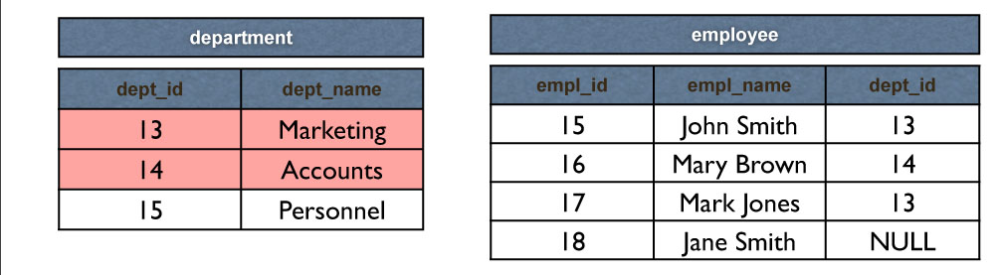 department
dept_id dept_name
13 Marketing
14 Accounts
15 Personnel
employee
empl_id empl_name dept_id
15 John Smith 13
16 Mary Brown 14
17 Mark Jones 13
18 Jane Smith NULL